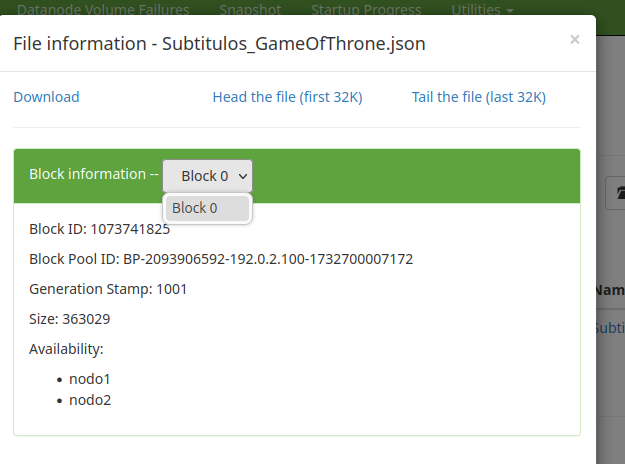 Datanode Volume Failures Snapshot Startup Progress Utilities
File information - Subtitulos_GameOfThrone.json ×
Download Head the file (first 32K) Tail the file (last 32K)
Block information -- Block 0
Block 0
Block ID: 1073741825
Block Pool ID: BP-2093906592-192.0.2.100-1732700007172
Generation Stamp: 1001
Size: 363029
Availability:
nodo1
nodo2
Nam
Subti